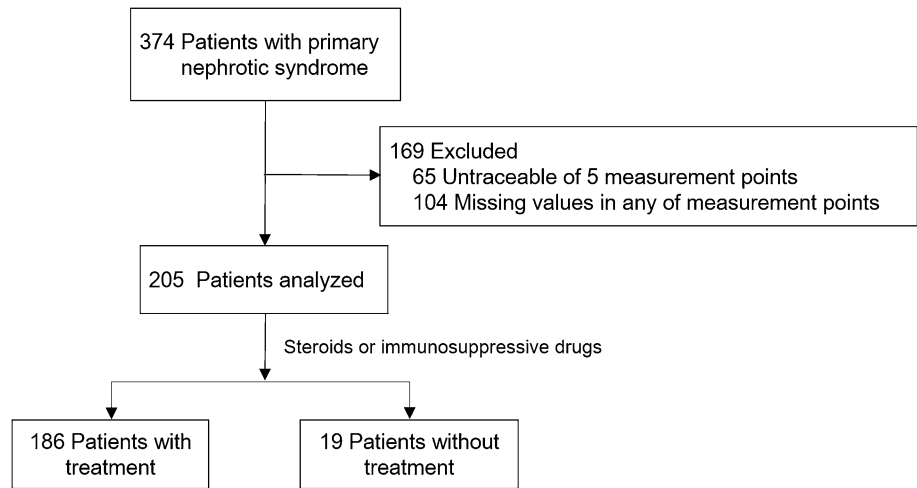 374 Patients with primary
nephrotic syndrome
169 Excluded
65 Untraceable of 5 measurement points
104 Missing values in any of measurement points
205 Patients analyzed
Steroids or immunosuppressive drugs
186 Patients with
treatment
19 Patients without
treatment